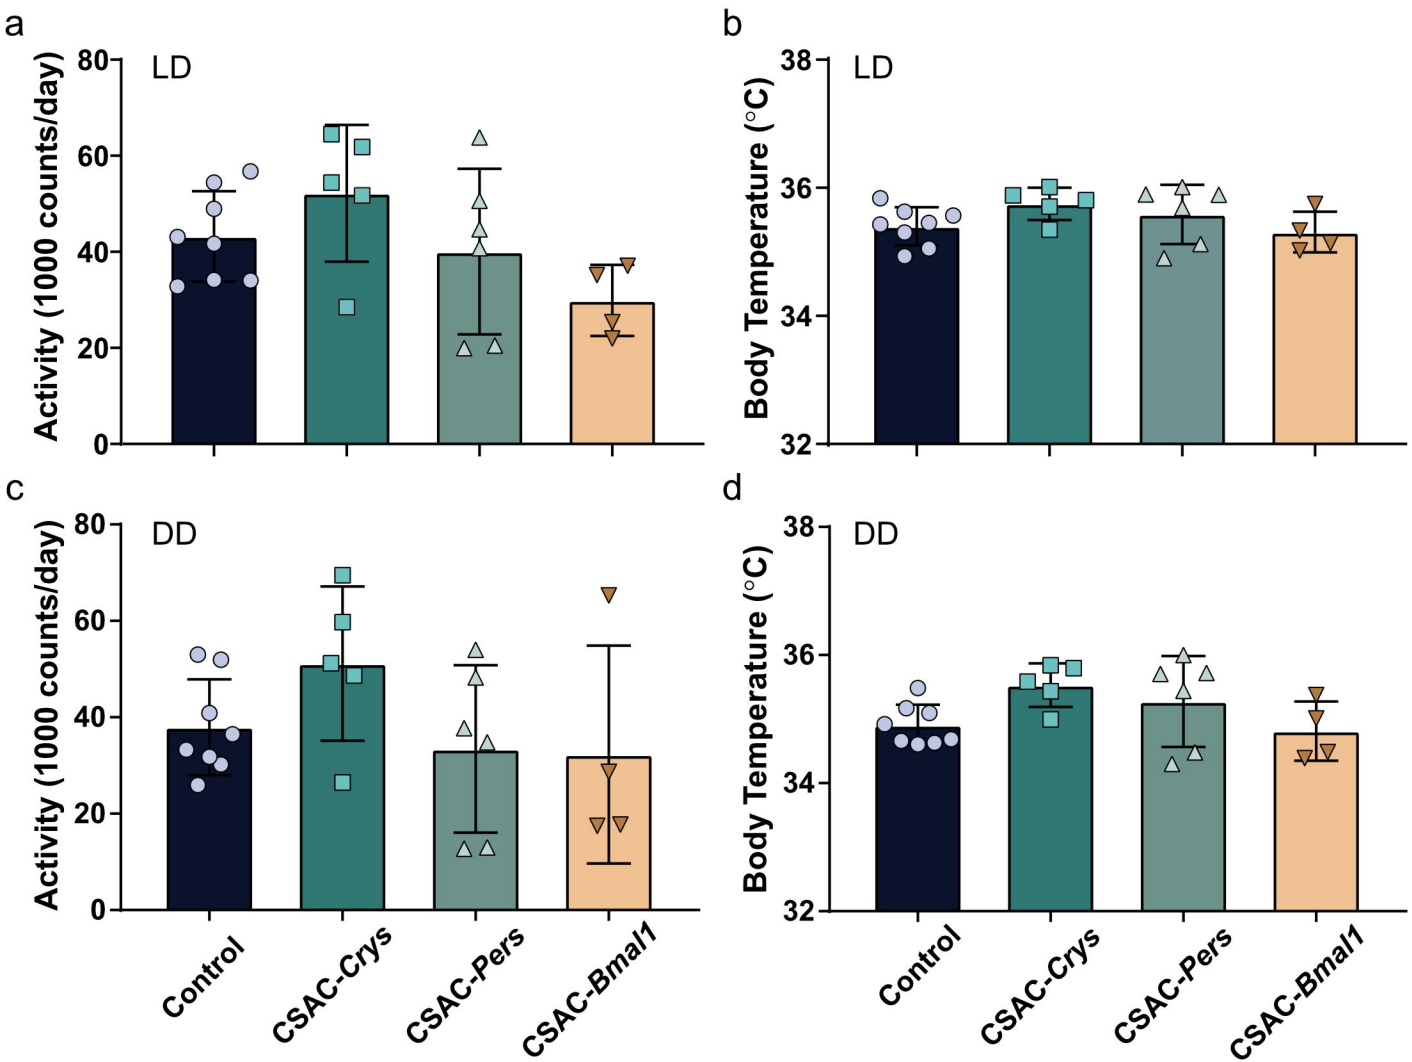 a
LD
Activity (1000 counts/day)
80
60
40
20
0
b
LD
Body Temperature (°C)
38
36
34
32
c
DD
Activity (1000 counts/day)
80
60
40
20
0
Control
CSAC-Crys
CSAC-Pers
CSAC-Bmal1
d
DD
Body Temperature (°C)
38
36
34
32
Control
CSAC-Crys
CSAC-Pers
CSAC-Bmal1